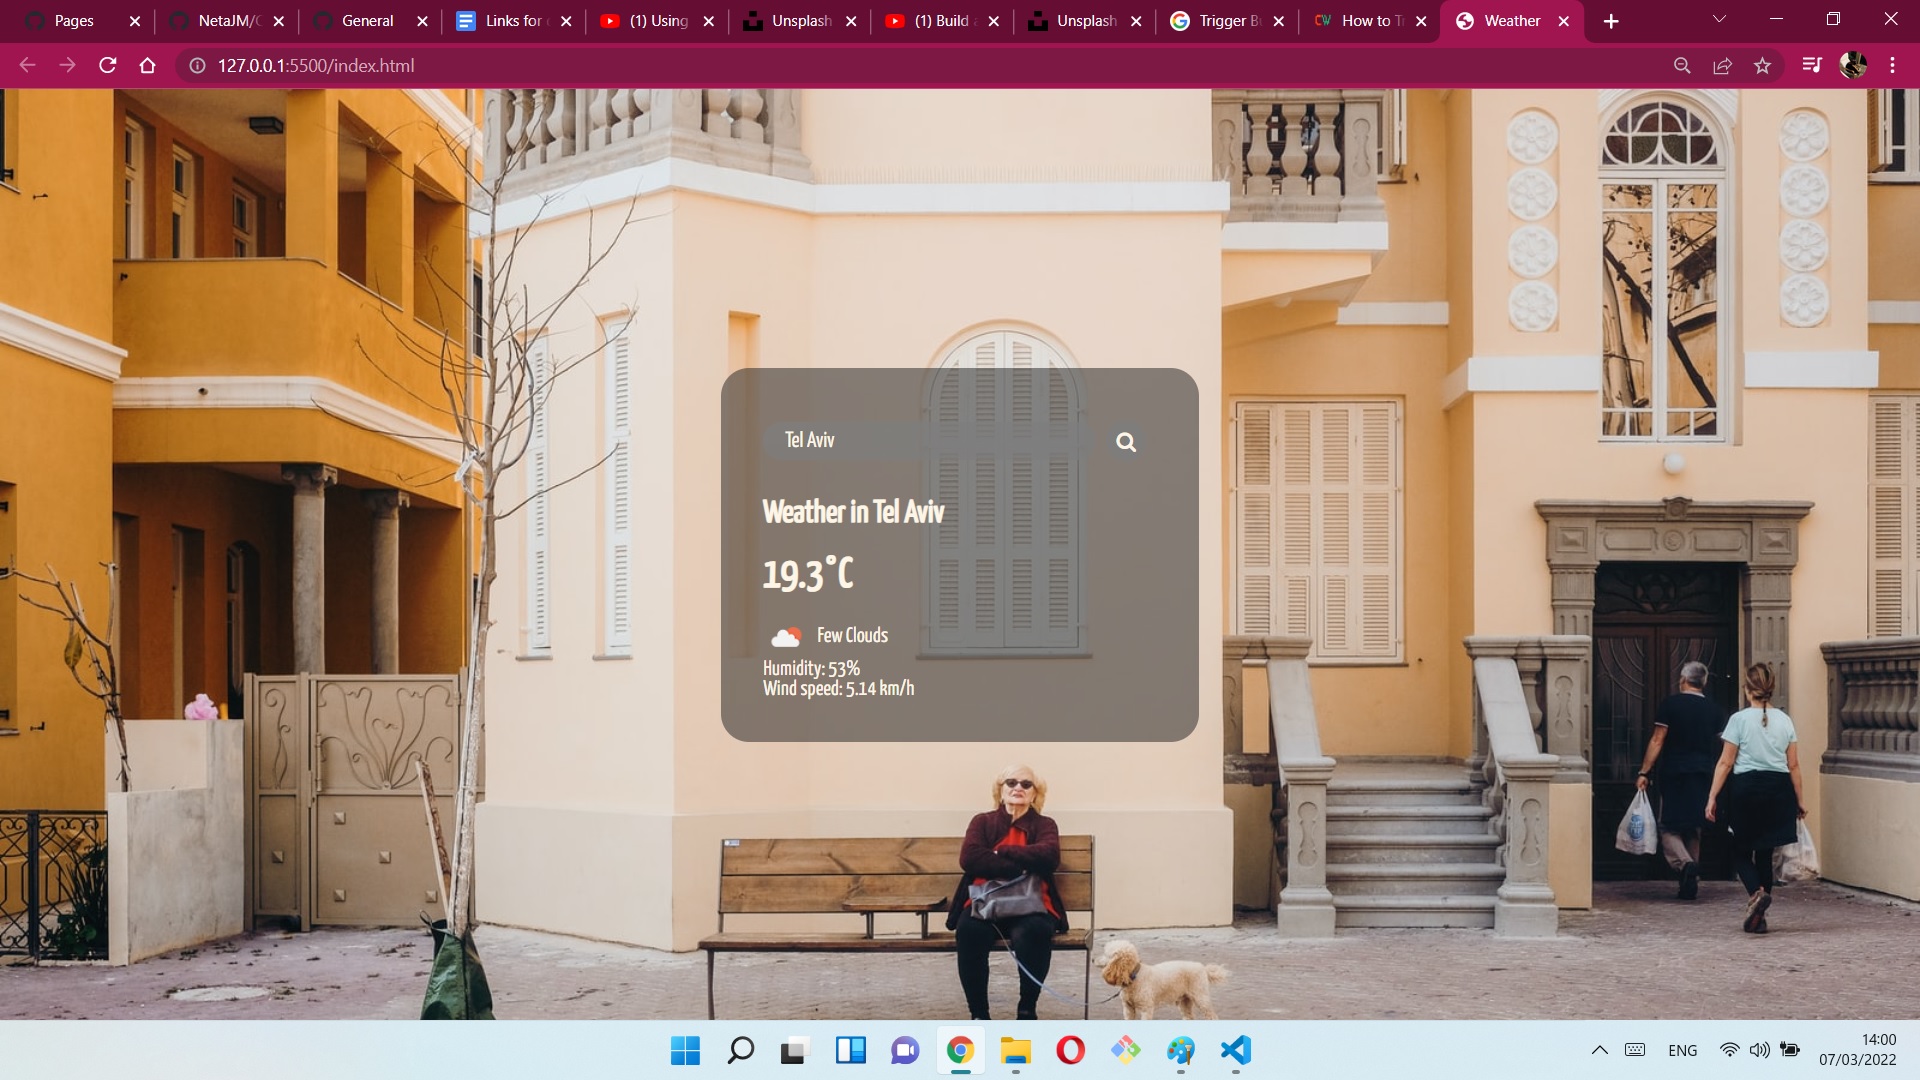 Pages
NetaJM/
General
Links for
(1) Using
Unsplash
(1) Build
Unsplash
Trigger
How to
Weather
127.0.0.1:5500/index.html
Tel Aviv
Weather in Tel Aviv
19.3°C
Few Clouds
Humidity: 53%
Wind speed: 5.14 km/h
ENG
14:00
07/03/2022